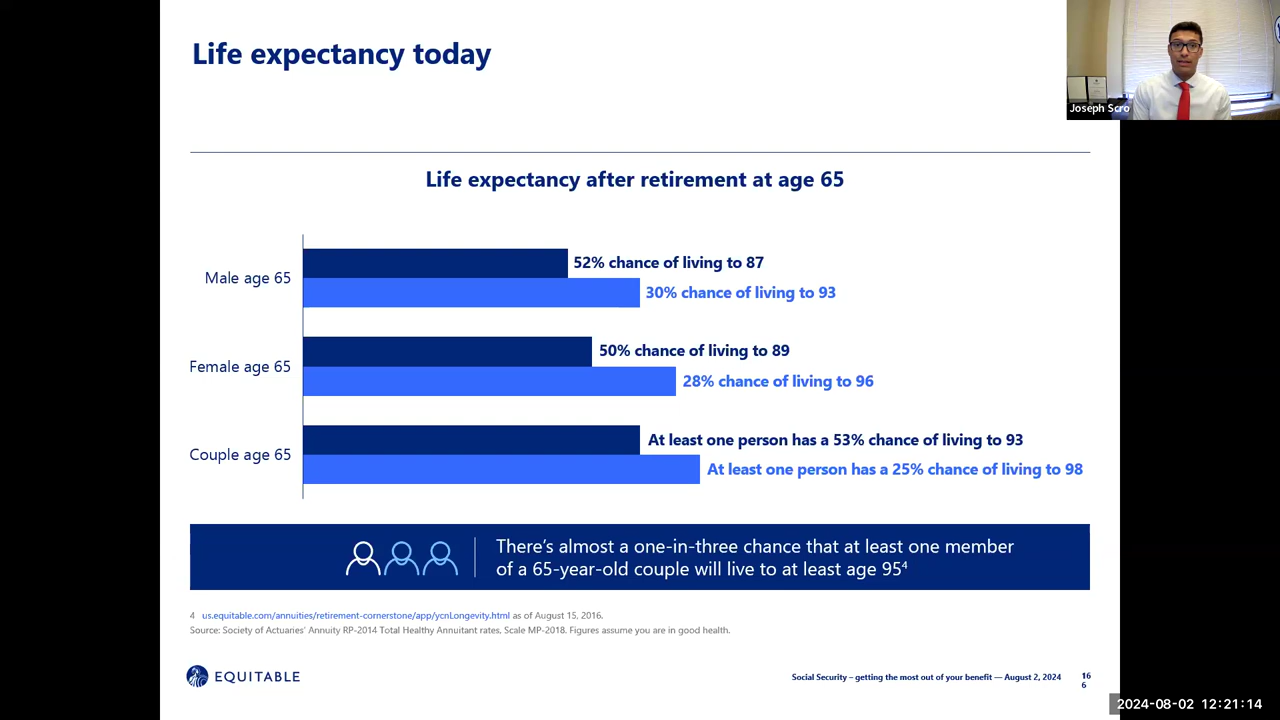 Life expectancy today
Joseph Scro
Life expectancy after retirement at age 65
Male age 65
52% chance of living to 87
30% chance of living to 93
Female age 65
50% chance of living to 89
28% chance of living to 96
Couple age 65
At least one person has a 53% chance of living to 93
At least one person has a 25% chance of living to 98
There's almost a one-in-three chance that at least one member
of a 65-year-old couple will live to at least age 95⁴
4 us.equitable.com/annuities/retirement-cornerstone/app/ycnLongevity.html as of August 15, 2016.
Source: Society of Actuaries' Annuity RP-2014 Total Healthy Annuitant rates, Scale MP-2018. Figures assume you are in good health.
EQUITABLE
Social Security – getting the most out of your benefit — August 2, 2024
16
6
2024-08-02 12:21:14